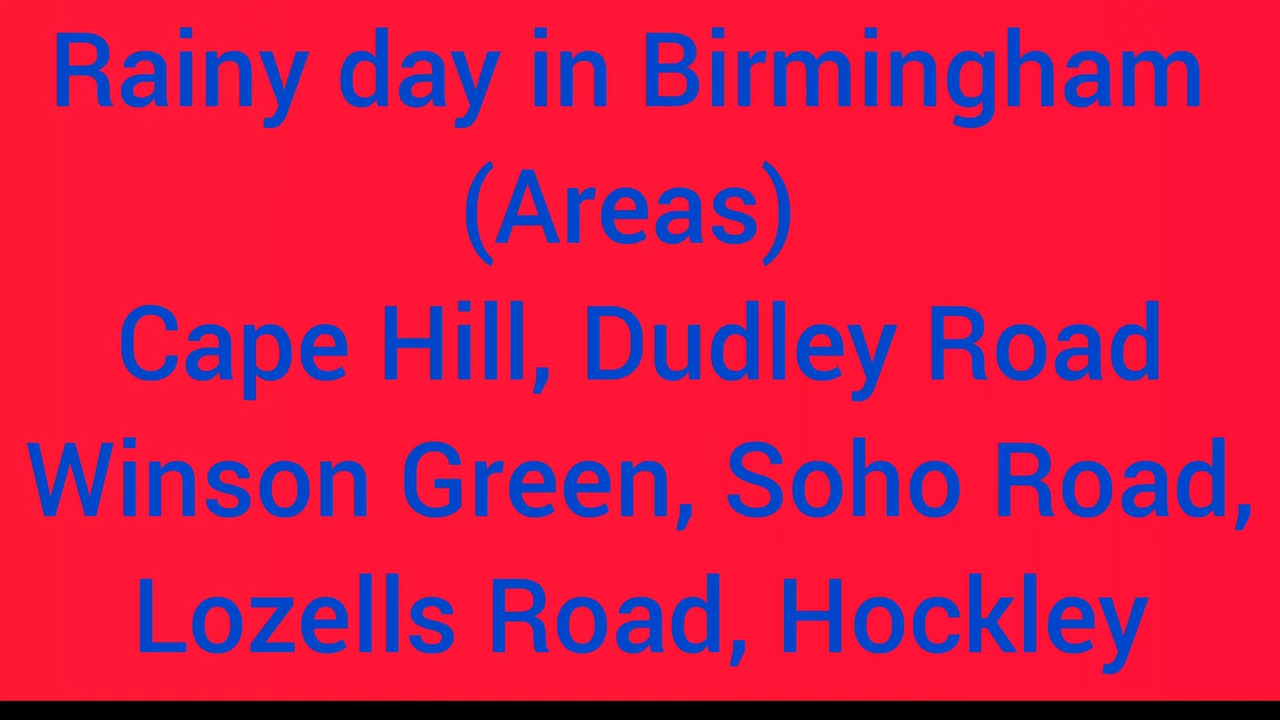 Rainy day in Birmingham
(Areas)
Cape Hill, Dudley Road
Winson Green, Soho Road,
Lozells Road, Hockley